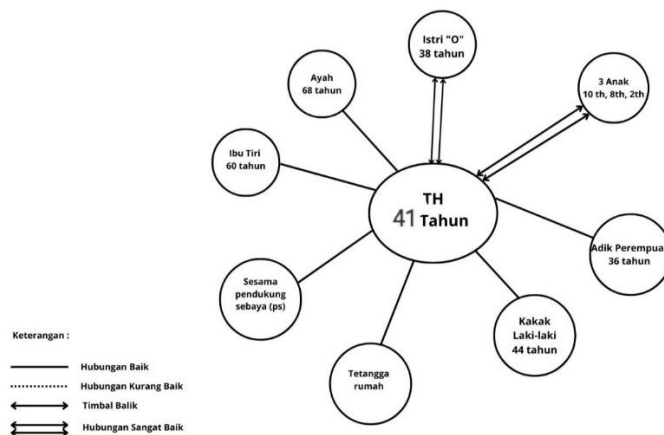 Istri "O"
38 tahun
Ayah
68 tahun
3 Anak
10 th, 8th, 2th
Ibu Tiri
60 tahun
TH
41 Tahun
Adik Perempua
36 tahun
Sesama
pendukung
sebaya (ps)
Kakak
Laki-laki
44 tahun
Tetangga
rumah
Keterangan :
Hubungan Baik
Hubungan Kurang Baik
Timbal Balik
Hubungan Sangat Baik